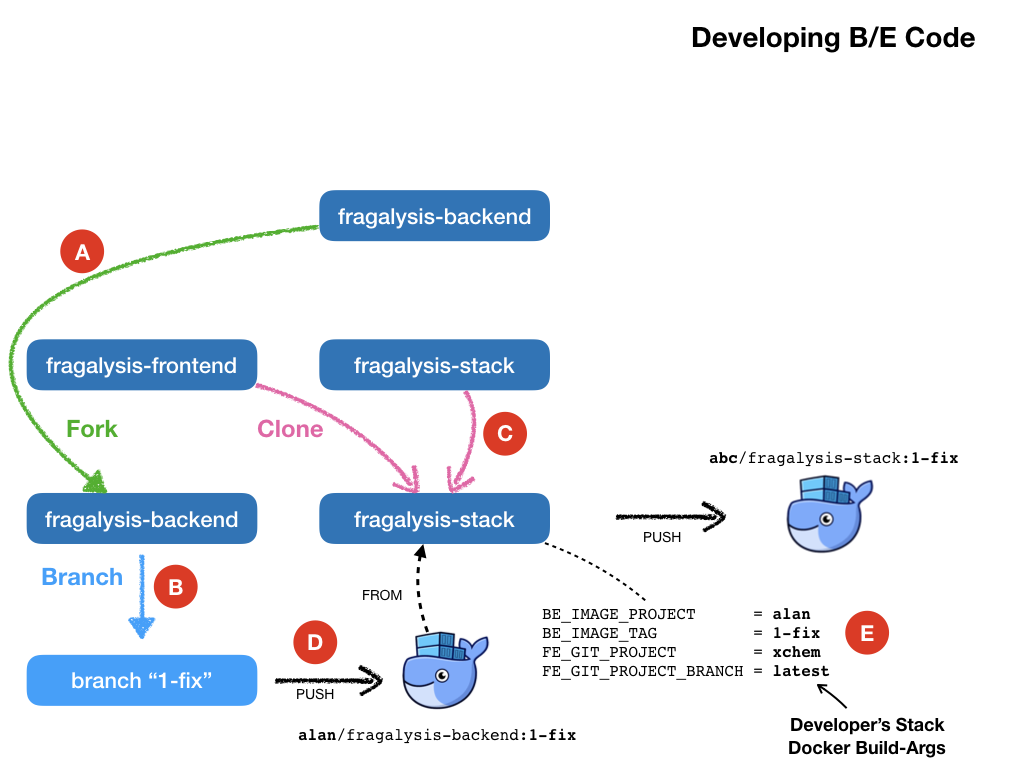 Developing B/E Code
fragalysis-backend
A
fragalysis-frontend
fragalysis-stack
Fork
Clone
C
abc/fragalysis-stack:1-fix
fragalysis-backend
fragalysis-stack
PUSH
Branch
B
FROM
BE_IMAGE_PROJECT = alan
BE_IMAGE_TAG = 1-fix
FE_GIT_PROJECT = xchem
FE_GIT_PROJECT_BRANCH = latest
E
D
branch “1-fix”
PUSH
alan/fragalysis-backend:1-fix
Developer’s Stack
Docker Build-Args